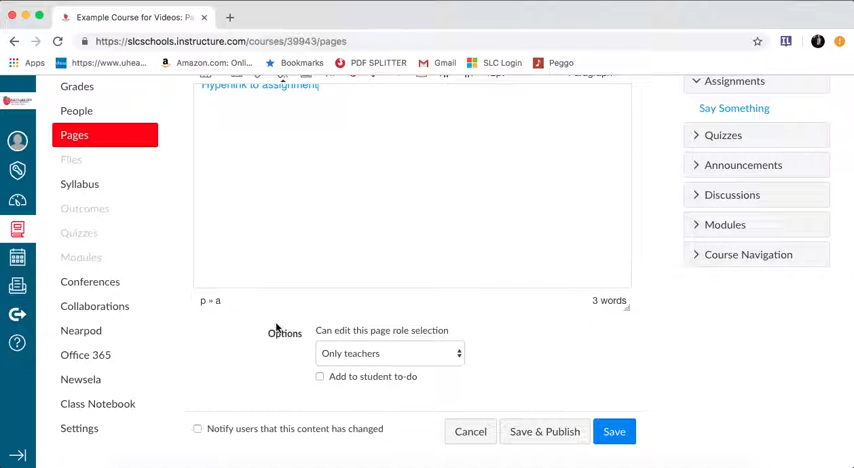 Example Course for Videos: Pa
https://slcschools.instructure.com/courses/39943/pages
Apps
https://www.uhea...
Amazon.com: Onli...
Bookmarks
PDF SPLITTER
Gmail
SLC Login
Peggo
Grades
People
Pages
Files
Syllabus
Outcomes
Quizzes
Modules
Conferences
Collaborations
Nearpod
Office 365
Newsela
Class Notebook
Settings
Hyperlink to assignment
p » a
3 words
Options
Can edit this page role selection
Only teachers
Add to student to-do
Notify users that this content has changed
Cancel
Save & Publish
Save
Assignments
Say Something
Quizzes
Announcements
Discussions
Modules
Course Navigation